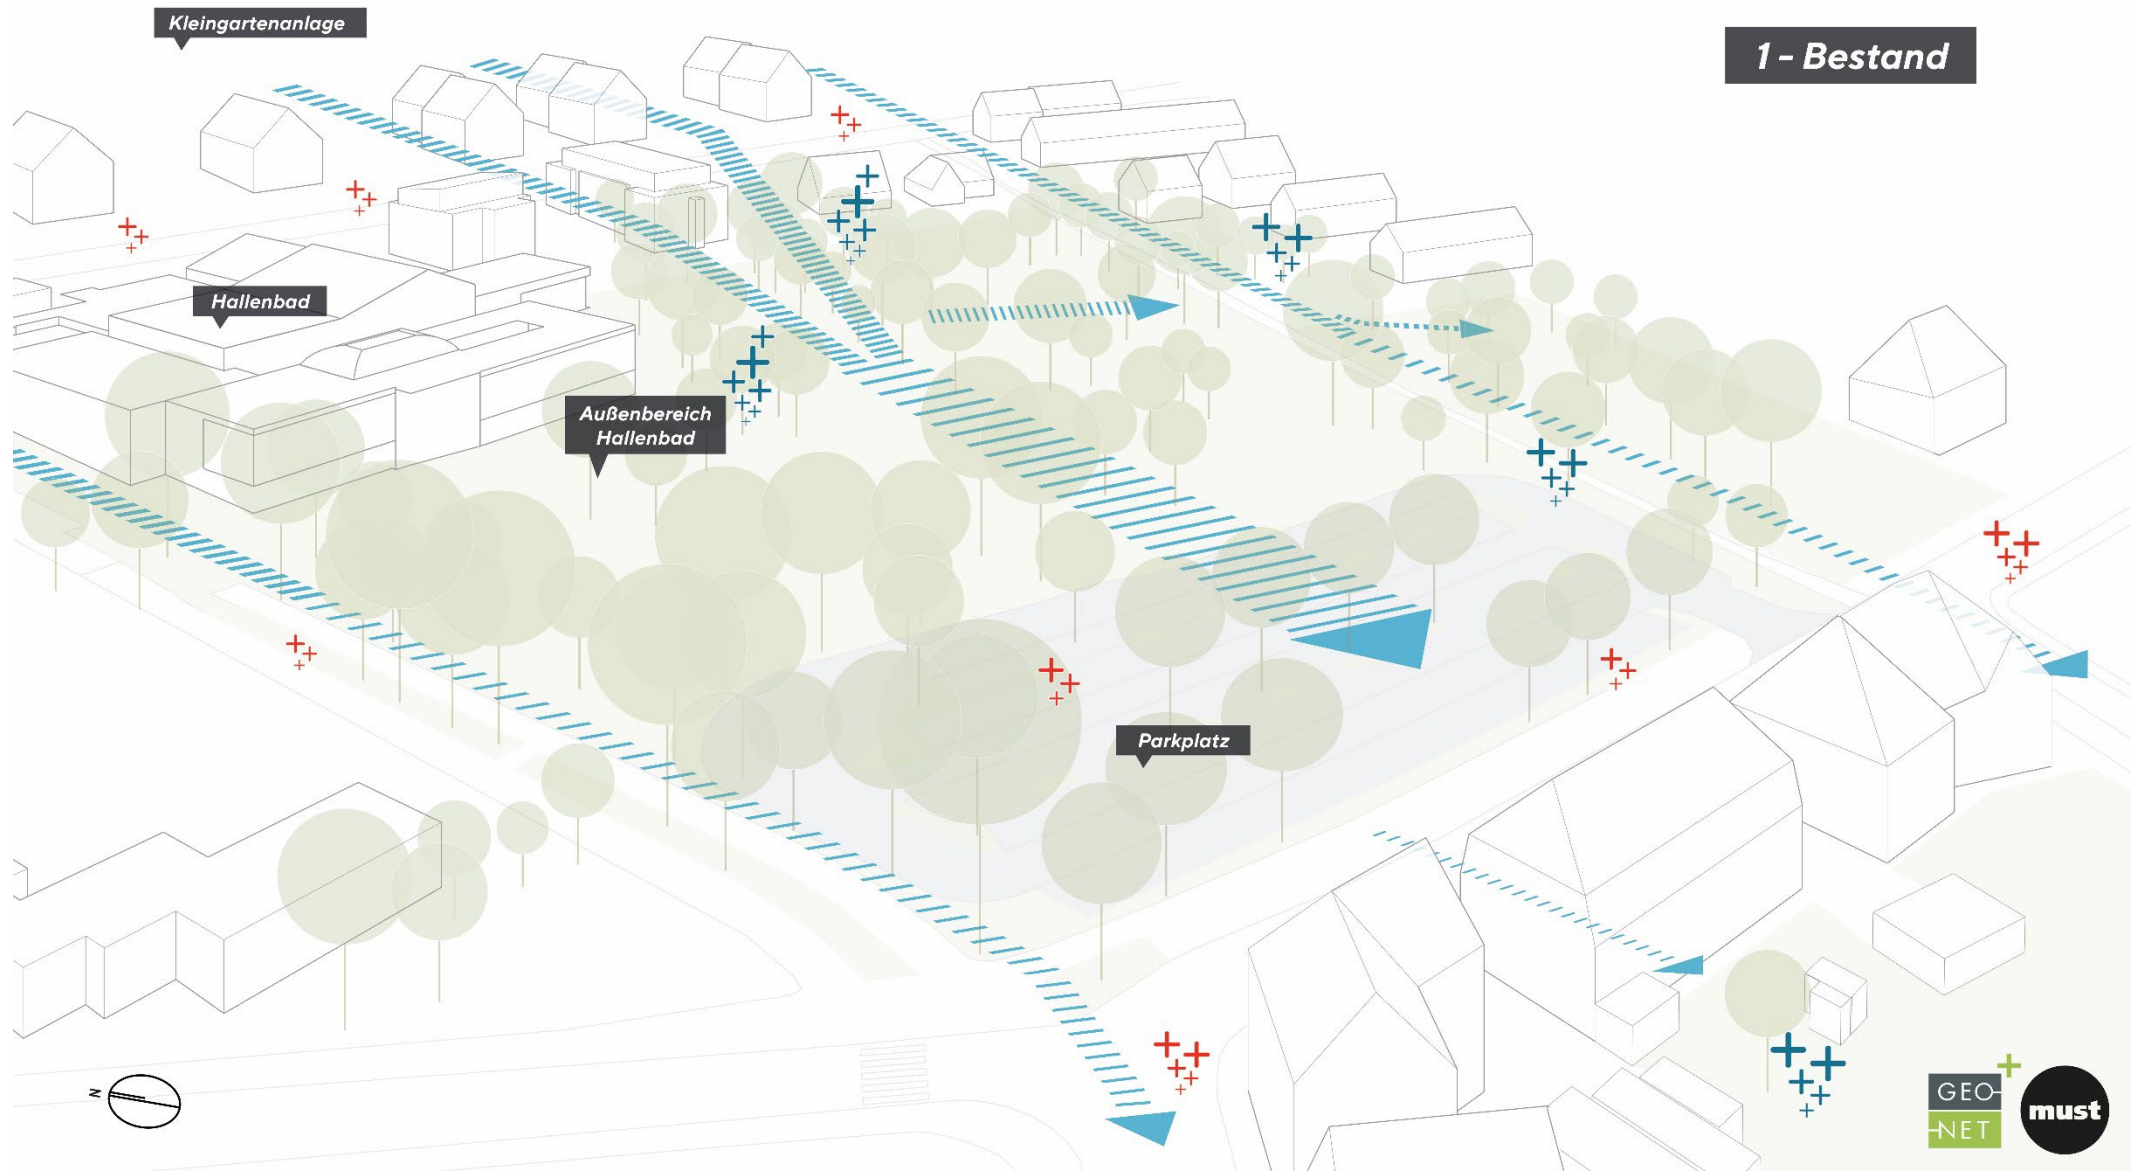 Kleingartenanlage
1 - Bestand
Hallenbad
Außenbereich
Hallenbad
Parkplatz
N
GEO
NET
must